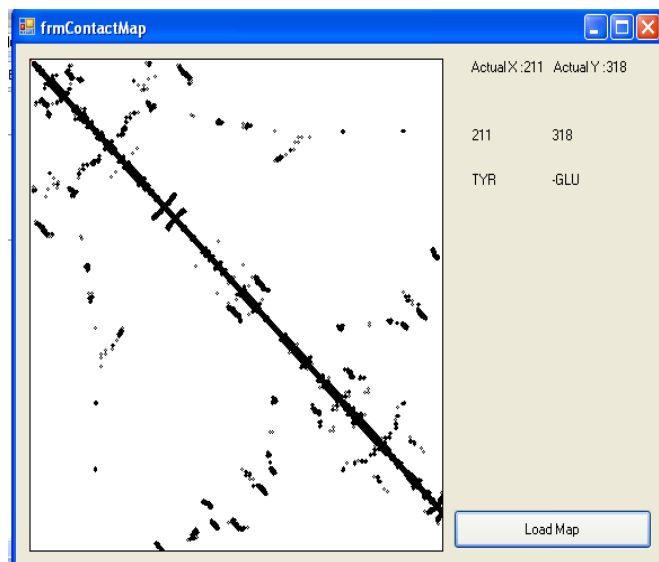 frmContactMap
Actual X :211 Actual Y :318
211 318
TYR -GLU
Load Map